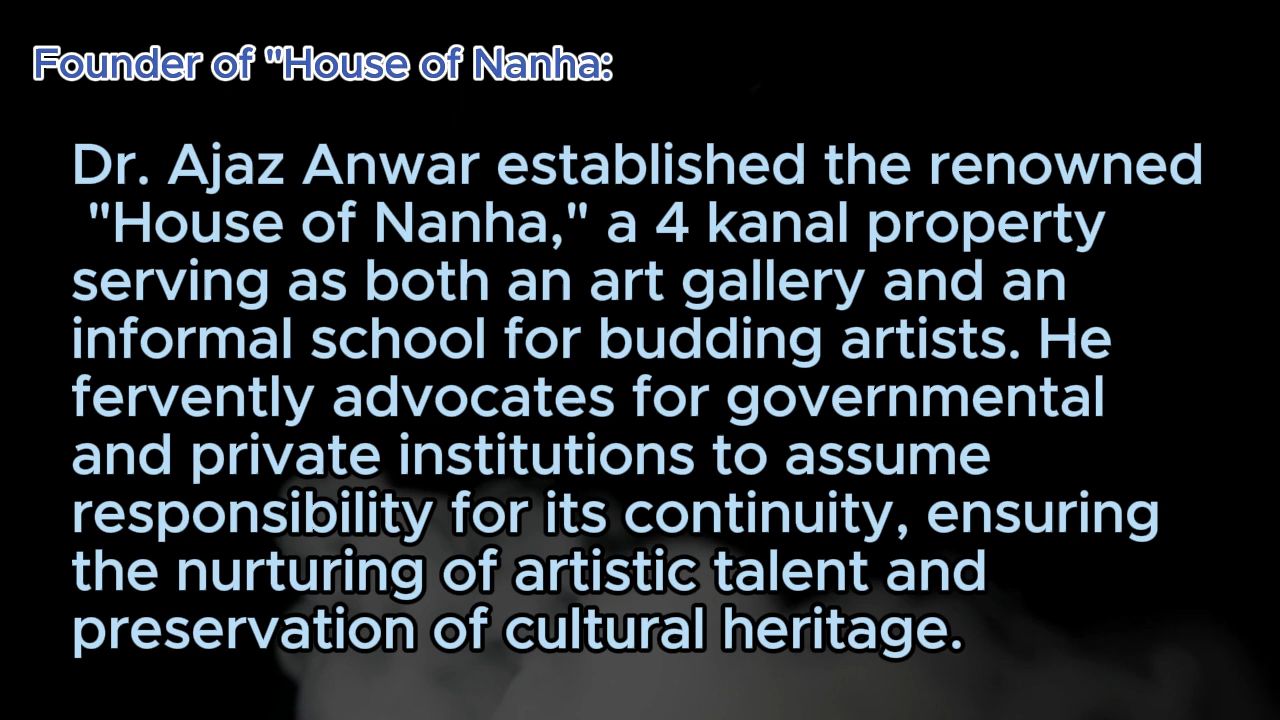 Founder of "House of Nanha:
Dr. Ajaz Anwar established the renowned
"House of Nanha," a 4 kanal property
serving as both an art gallery and an
informal school for budding artists. He
fervently advocates for governmental
and private institutions to assume
responsibility for its continuity, ensuring
the nurturing of artistic talent and
preservation of cultural heritage.